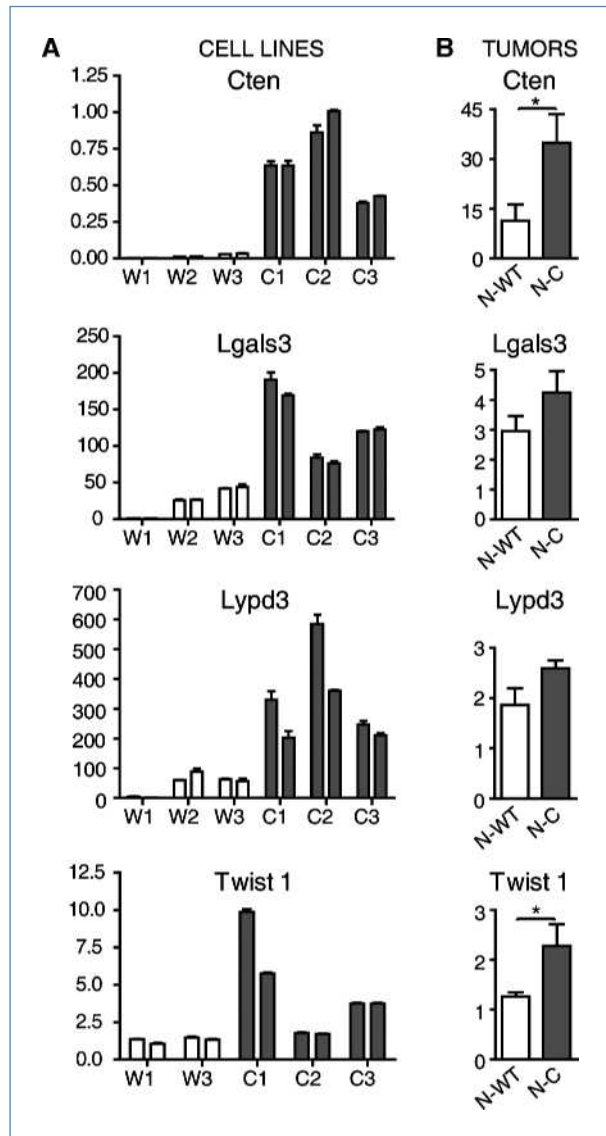 A CELL LINES B TUMORS
Cten
1.25
1.00
0.75
0.50
0.25
0.00
W1 W2 W3 C1 C2 C3
Cten
45
*
30
15
0
N-WT N-C
Lgals3
250
200
150
100
50
0
W1 W2 W3 C1 C2 C3
Lgals3
5
4
3
2
1
0
N-WT N-C
Lypd3
700
600
500
400
300
200
100
0
W1 W2 W3 C1 C2 C3
Lypd3
3
2
1
0
N-WT N-C
Twist 1
12.5
10.0
7.5
5.0
2.5
0.0
W1 W3 C1 C2 C3
Twist 1
3
*
2
1
0
N-WT N-C